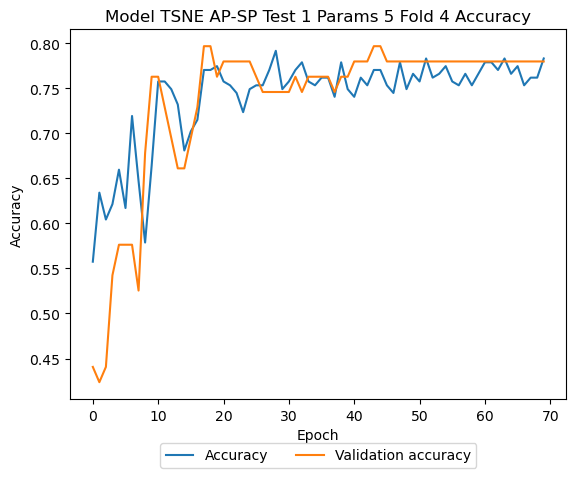 Model TSNE AP-SP Test 1 Params 5 Fold 4 Accuracy
0.80
0.75
0.70
0.65
0.60
0.55
0.50
0.45
Accuracy
0 10 20 30 40 50 60 70
Epoch
Accuracy Validation accuracy